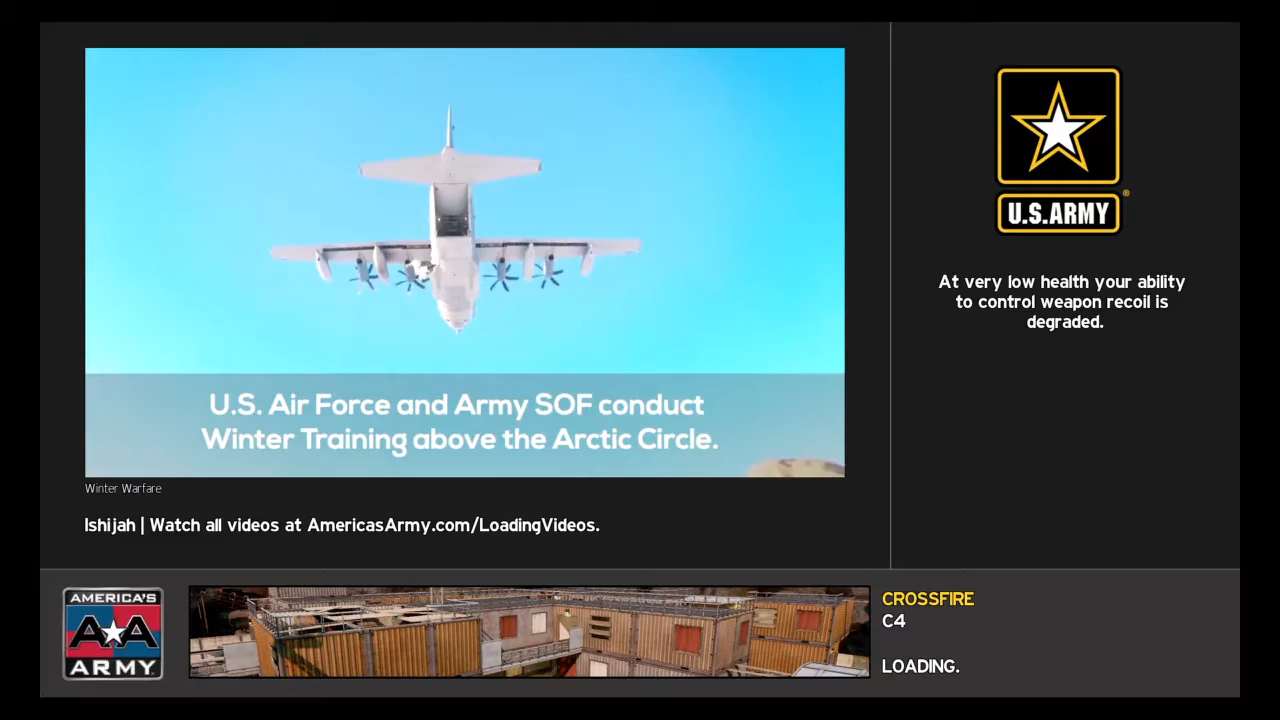 U.S. Air Force and Army SOF conduct
Winter Training above the Arctic Circle.
Winter Warfare
Ishijah | Watch all videos at AmericasArmy.com/LoadingVideos.
U.S.ARMY®
At very low health your ability
to control weapon recoil is
degraded.
AMERICA'S
AA
ARMY
CROSSFIRE
C4
LOADING.